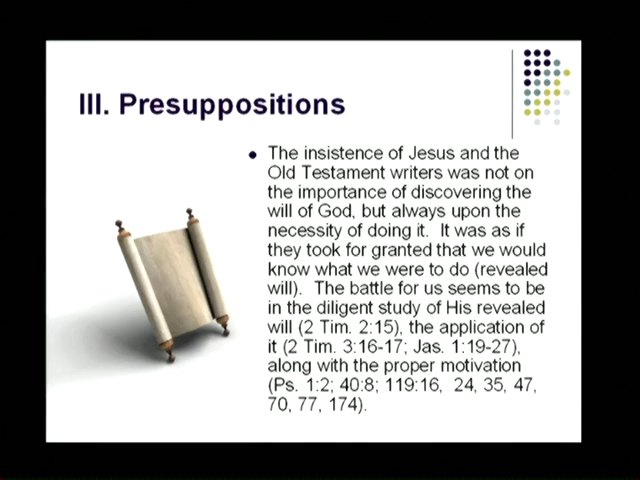 III. Presuppositions
● The insistence of Jesus and the
Old Testament writers was not on
the importance of discovering the
will of God, but always upon the
necessity of doing it.  It was as if
they took for granted that we would
know what we were to do (revealed
will).  The battle for us seems to be
in the diligent study of His revealed
will (2 Tim. 2:15), the application of
it (2 Tim. 3:16-17; Jas. 1:19-27),
along with the proper motivation
(Ps. 1:2; 40:8; 119:16,  24, 35, 47,
70, 77, 174).